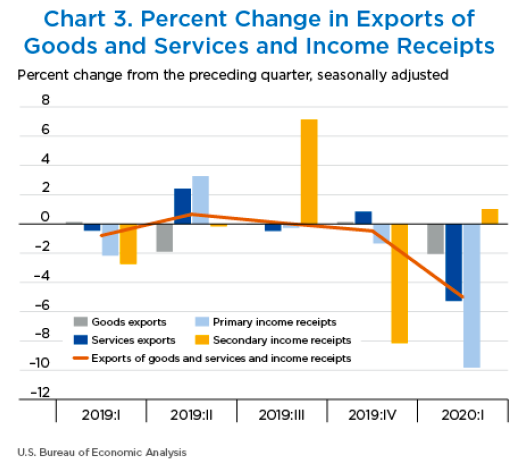 Chart 3. Percent Change in Exports of
Goods and Services and Income Receipts
Percent change from the preceding quarter, seasonally adjusted
8
6
4
2
0
−2
−4
−6
−8
−10
−12
Goods exports
Primary income receipts
Services exports
Secondary income receipts
Exports of goods and services and income receipts
2019:I
2019:II
2019:III
2019:IV
2020:I
U.S. Bureau of Economic Analysis